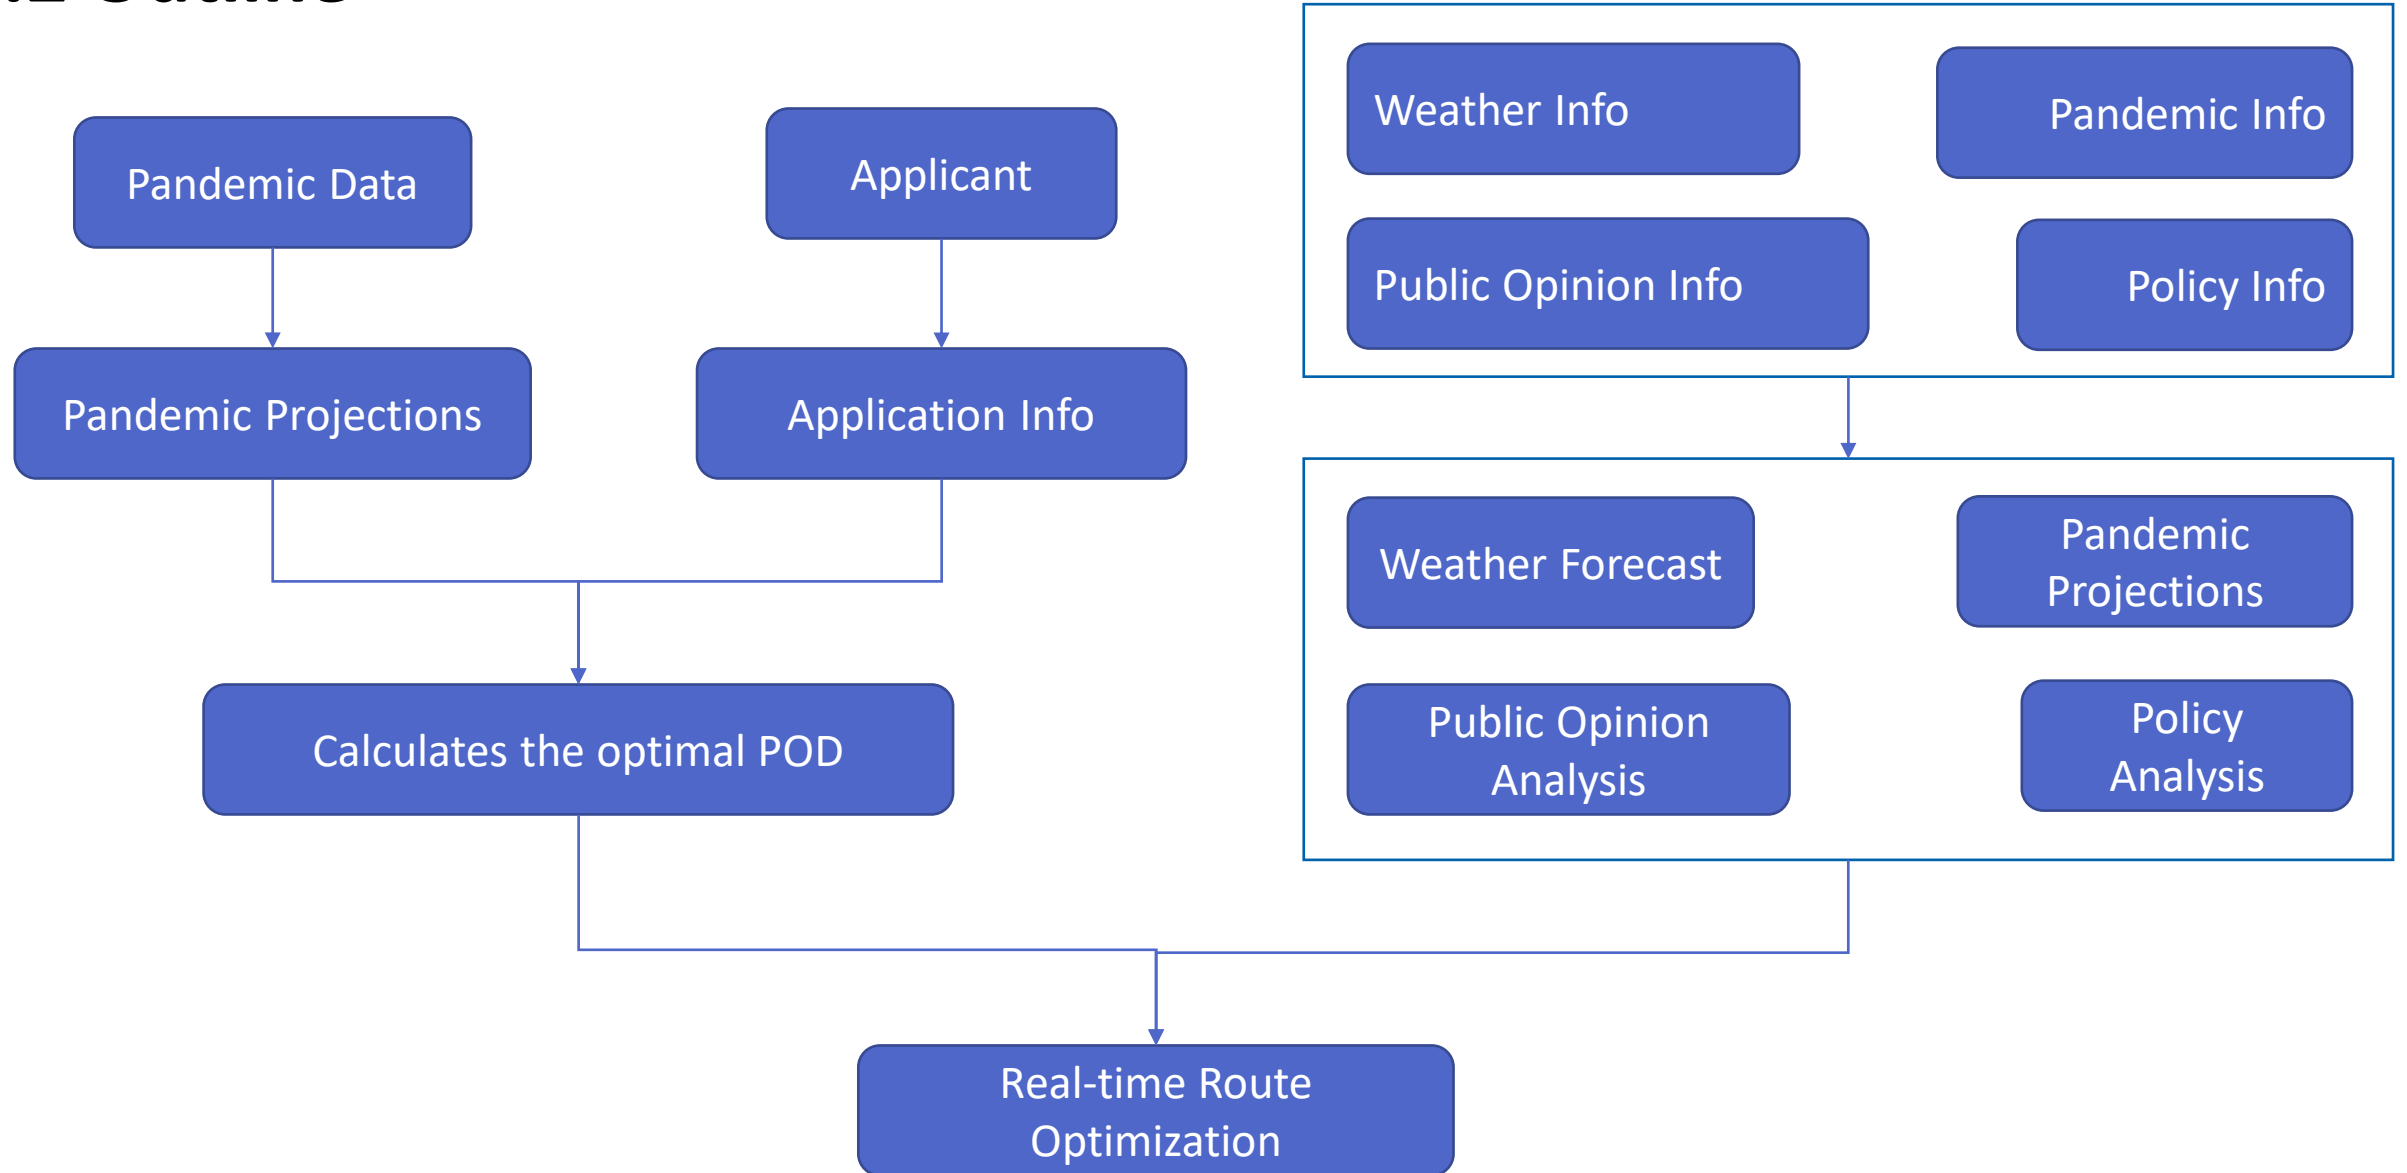 Weather Info
Pandemic Info
Pandemic Data
Applicant
Public Opinion Info
Policy Info
Pandemic Projections
Application Info
Weather Forecast
Pandemic
Projections
Calculates the optimal POD
Public Opinion
Analysis
Policy
Analysis
Real-time Route
Optimization